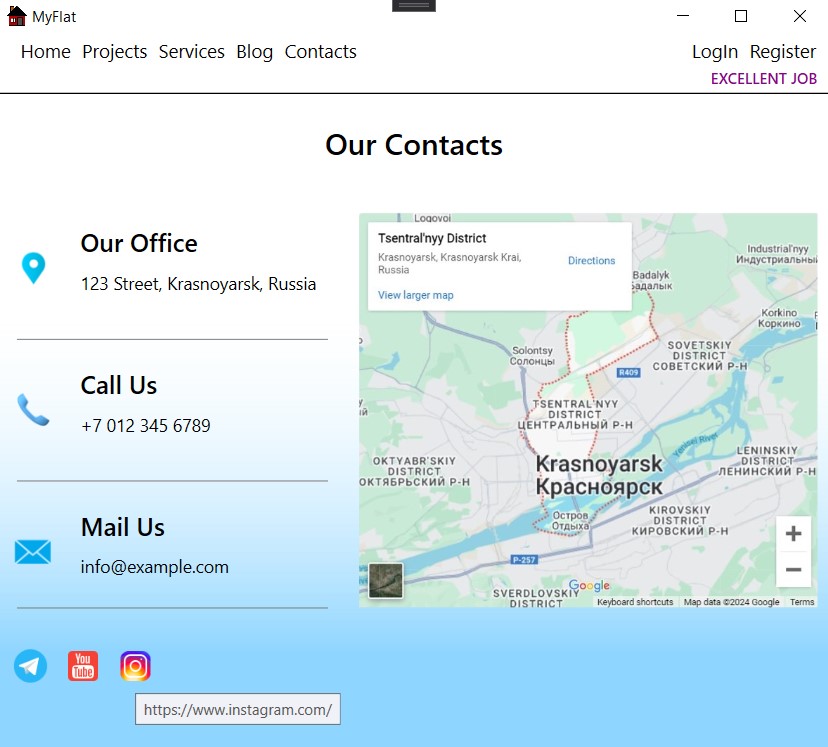 MyFlat
Home Projects Services Blog Contacts
LogIn Register
EXCELLENT JOB
Our Contacts
Our Office
123 Street, Krasnoyarsk, Russia
Call Us
+7 012 345 6789
Mail Us
info@example.com
You
Tube
https://www.instagram.com/
Logovoi
Tsentral'nyy District
Krasnoyarsk, Krasnoyarsk Krai,
Russia
Directions
View larger map
Industrial'nyy
Индустриальны
Badalyk
Бадалык
Korkino
Коркино
Solontsy
Солонцы
SOVETSKIY
DISTRICT
СОВЕТСКИЙ Р-Н
R409
TSENTRAL'NYY
DISTRICT
ЦЕНТРАЛЬНЫЙ Р-Н
Yenisei River
OKTYABR'SKIY
DISTRICT
ОКТЯБРЬСКИЙ Р-Н
LENINSKIY
DISTRICT
ЛЕНИНСКИЙ Р-Н
Krasnoyarsk
Красноярск
Остров
Отдыха
KIROVSKIY
DISTRICT
КИРОВСКИЙ Р-Н
P-257
SVERDLOVSKIY
DISTRICT
Google
Keyboard shortcuts Map data ©2024 Google Terms